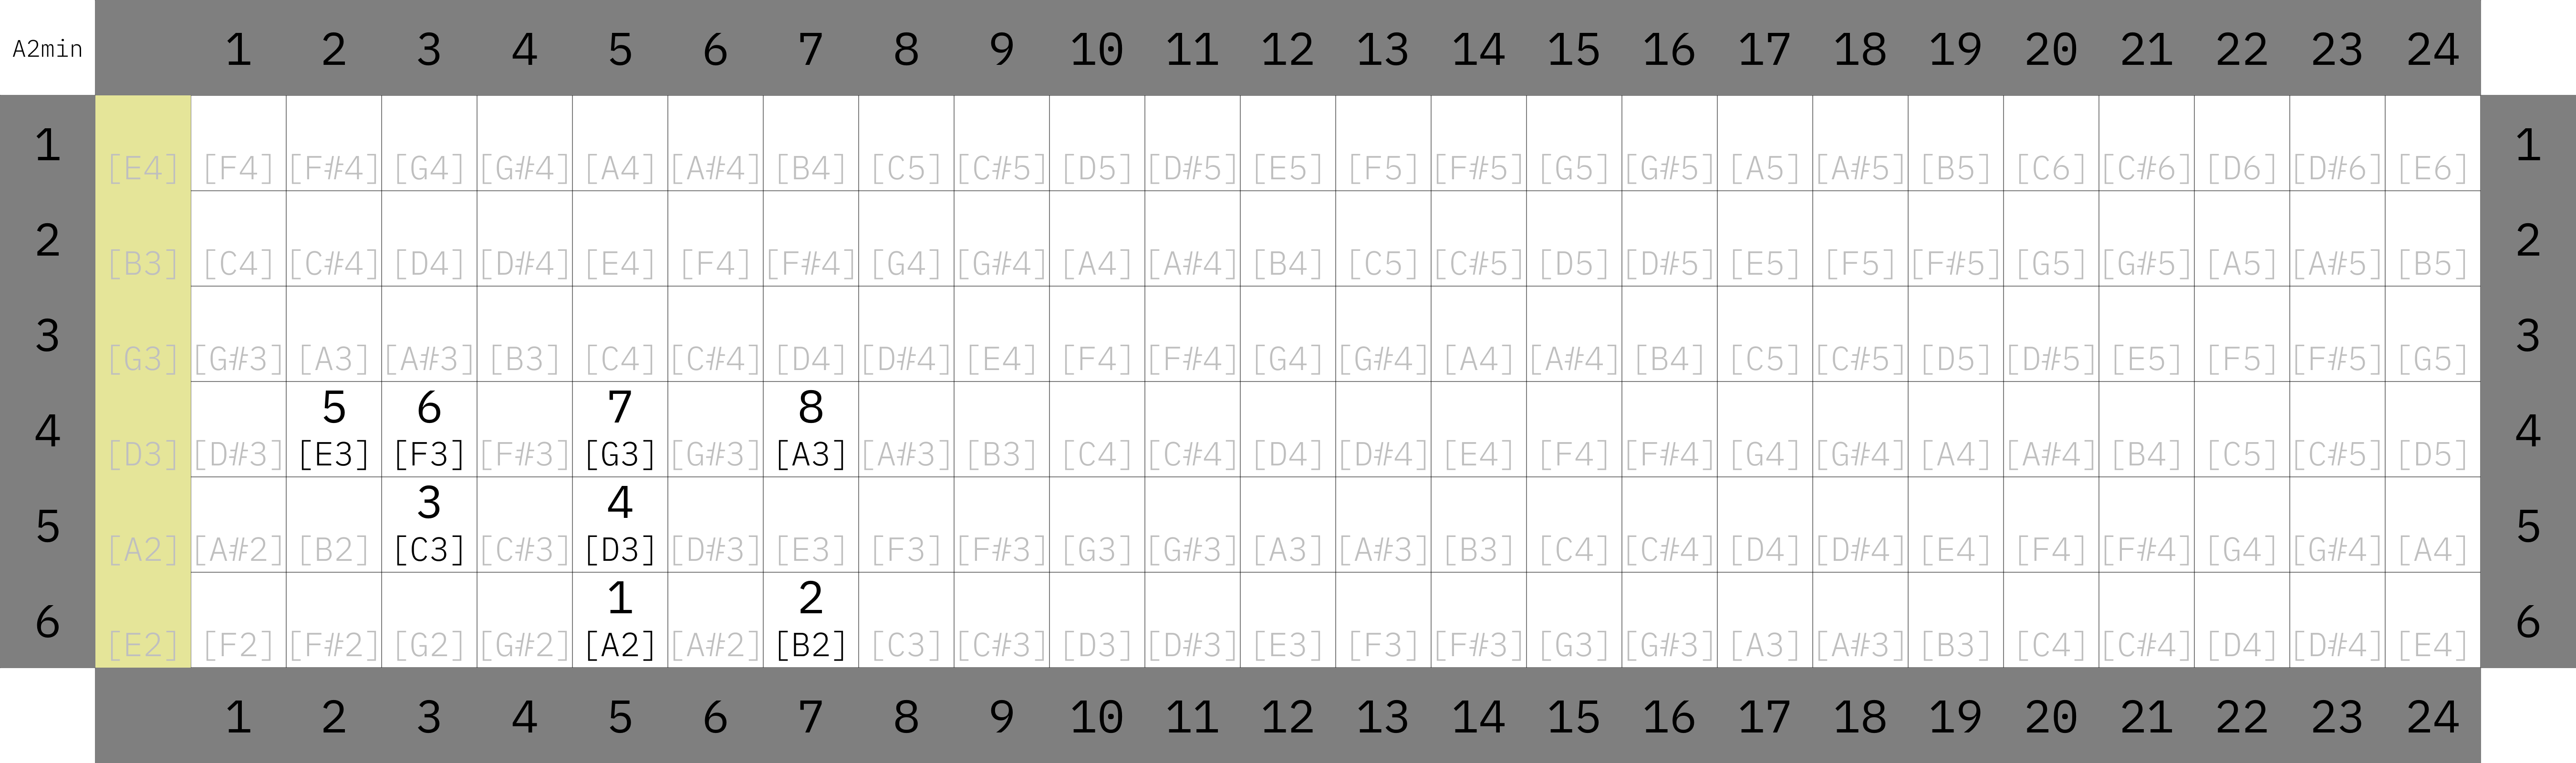 A2min 1 2 3 4 5 6 7 8 9 10 11 12 13 14 15 16 17 18 19 20 21 22 23 24
1 [E4] [F4] [F#4] [G4] [G#4] [A4] [A#4] [B4] [C5] [C#5] [D5] [D#5] [E5] [F5] [F#5] [G5] [G#5] [A5] [A#5] [B5] [C6] [C#6] [D6] [D#6] [E6] 1
2 [B3] [C4] [C#4] [D4] [D#4] [E4] [F4] [F#4] [G4] [G#4] [A4] [A#4] [B4] [C5] [C#5] [D5] [D#5] [E5] [F5] [F#5] [G5] [G#5] [A5] [A#5] [B5] 2
3 [G3] [G#3] [A3] [A#3] [B3] [C4] [C#4] [D4] [D#4] [E4] [F4] [F#4] [G4] [G#4] [A4] [A#4] [B4] [C5] [C#5] [D5] [D#5] [E5] [F5] [F#5] [G5] 3
5 6 7 8
4 [D3] [D#3] [E3] [F3] [F#3] [G3] [G#3] [A3] [A#3] [B3] [C4] [C#4] [D4] [D#4] [E4] [F4] [F#4] [G4] [G#4] [A4] [A#4] [B4] [C5] [C#5] [D5] 4
3 4
5 [A2] [A#2] [B2] [C3] [C#3] [D3] [D#3] [E3] [F3] [F#3] [G3] [G#3] [A3] [A#3] [B3] [C4] [C#4] [D4] [D#4] [E4] [F4] [F#4] [G4] [G#4] [A4] 5
1 2
6 [E2] [F2] [F#2] [G2] [G#2] [A2] [A#2] [B2] [C3] [C#3] [D3] [D#3] [E3] [F3] [F#3] [G3] [G#3] [A3] [A#3] [B3] [C4] [C#4] [D4] [D#4] [E4] 6
1 2 3 4 5 6 7 8 9 10 11 12 13 14 15 16 17 18 19 20 21 22 23 24